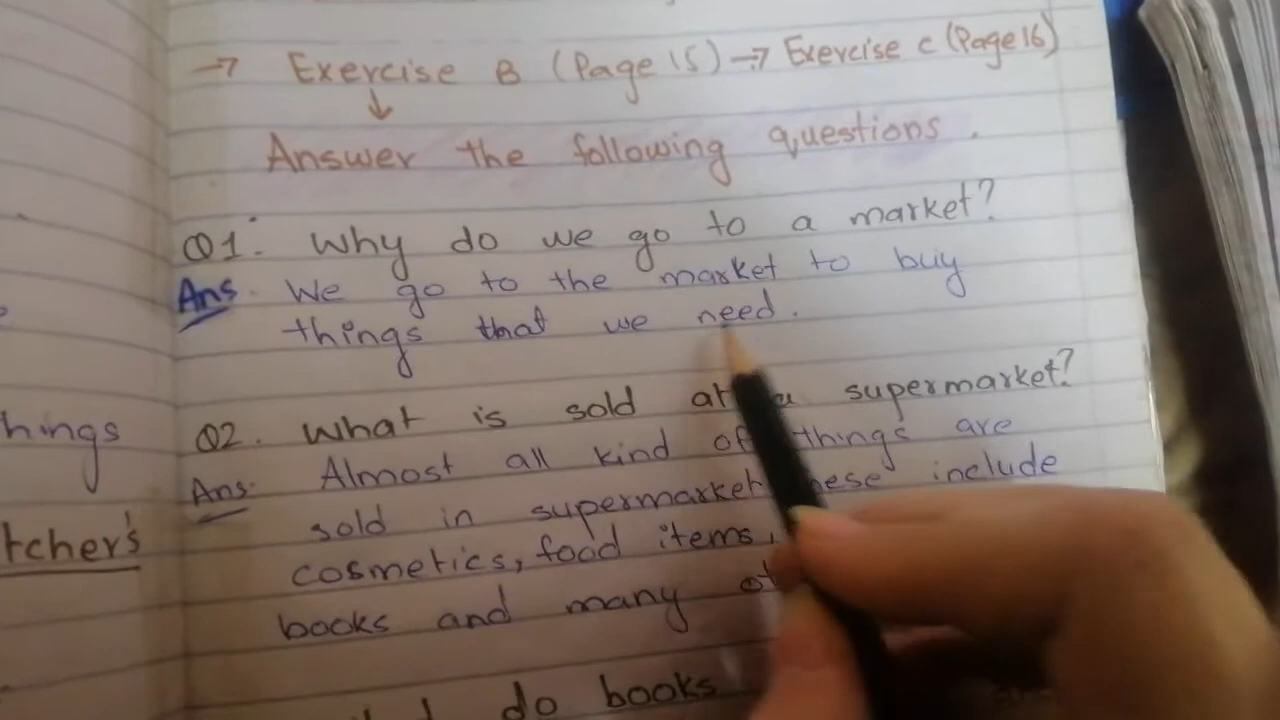 → Exercise B (Page 15) → Exercise C (Page 16)
↓
Answer the following questions.
Q1. Why do we go to a market?
Ans. We go to the market to buy
things that we need.
Q2. What is sold at a supermarket?
Ans: Almost all kind of things are
hings
sold in supermarket include
tcher's
cosmetics, food items,
books and many
do books